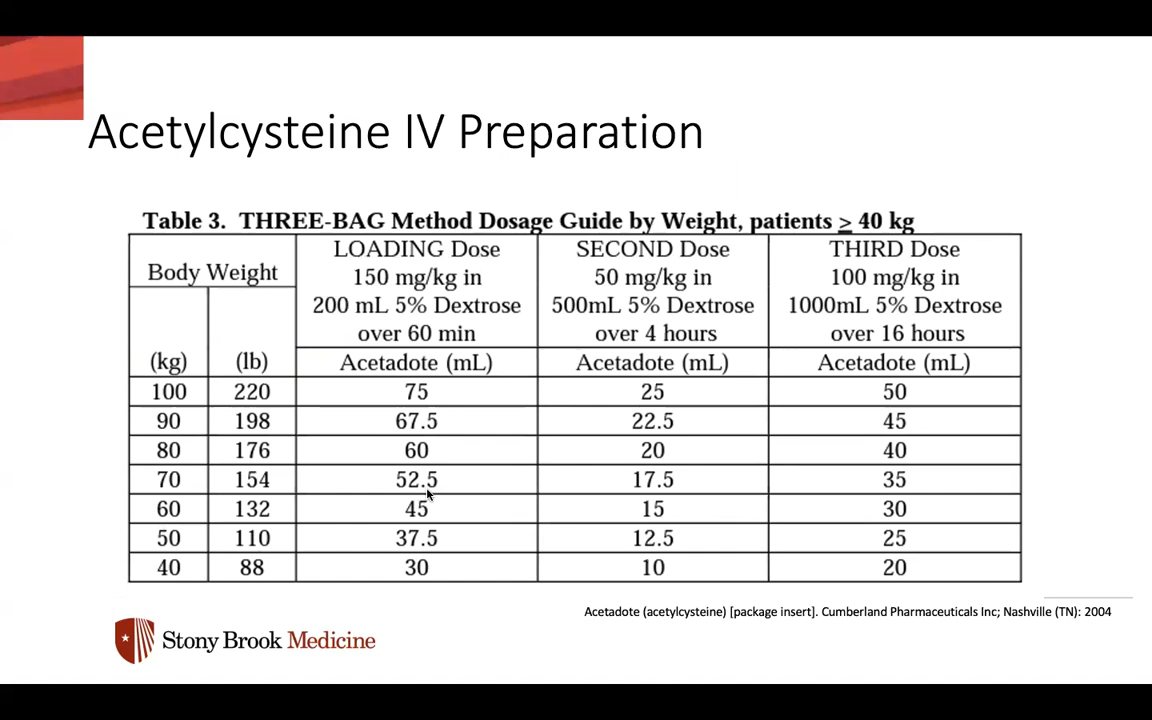 Acetylcysteine IV Preparation
Table 3. THREE-BAG Method Dosage Guide by Weight, patients ≥ 40 kg
Body Weight
LOADING Dose
150 mg/kg in
200 mL 5% Dextrose
over 60 min
SECOND Dose
50 mg/kg in
500mL 5% Dextrose
over 4 hours
THIRD Dose
100 mg/kg in
1000mL 5% Dextrose
over 16 hours
(kg) (lb) Acetadote (mL) Acetadote (mL) Acetadote (mL)
100 220 75 25 50
90 198 67.5 22.5 45
80 176 60 20 40
70 154 52.5 17.5 35
60 132 45 15 30
50 110 37.5 12.5 25
40 88 30 10 20
Acetadote (acetylcysteine) [package insert]. Cumberland Pharmaceuticals Inc; Nashville (TN): 2004
Stony Brook Medicine